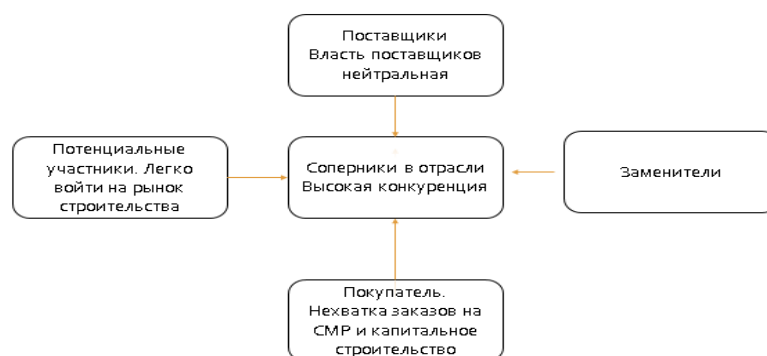 Поставщики
Власть поставщиков
нейтральная
Потенциальные
участники. Легко
войти на рынок
строительства
Соперники в отрасли
Высокая конкуренция
Заменители
Покупатель.
Нехватка заказов на
СМР и капитальное
строительство